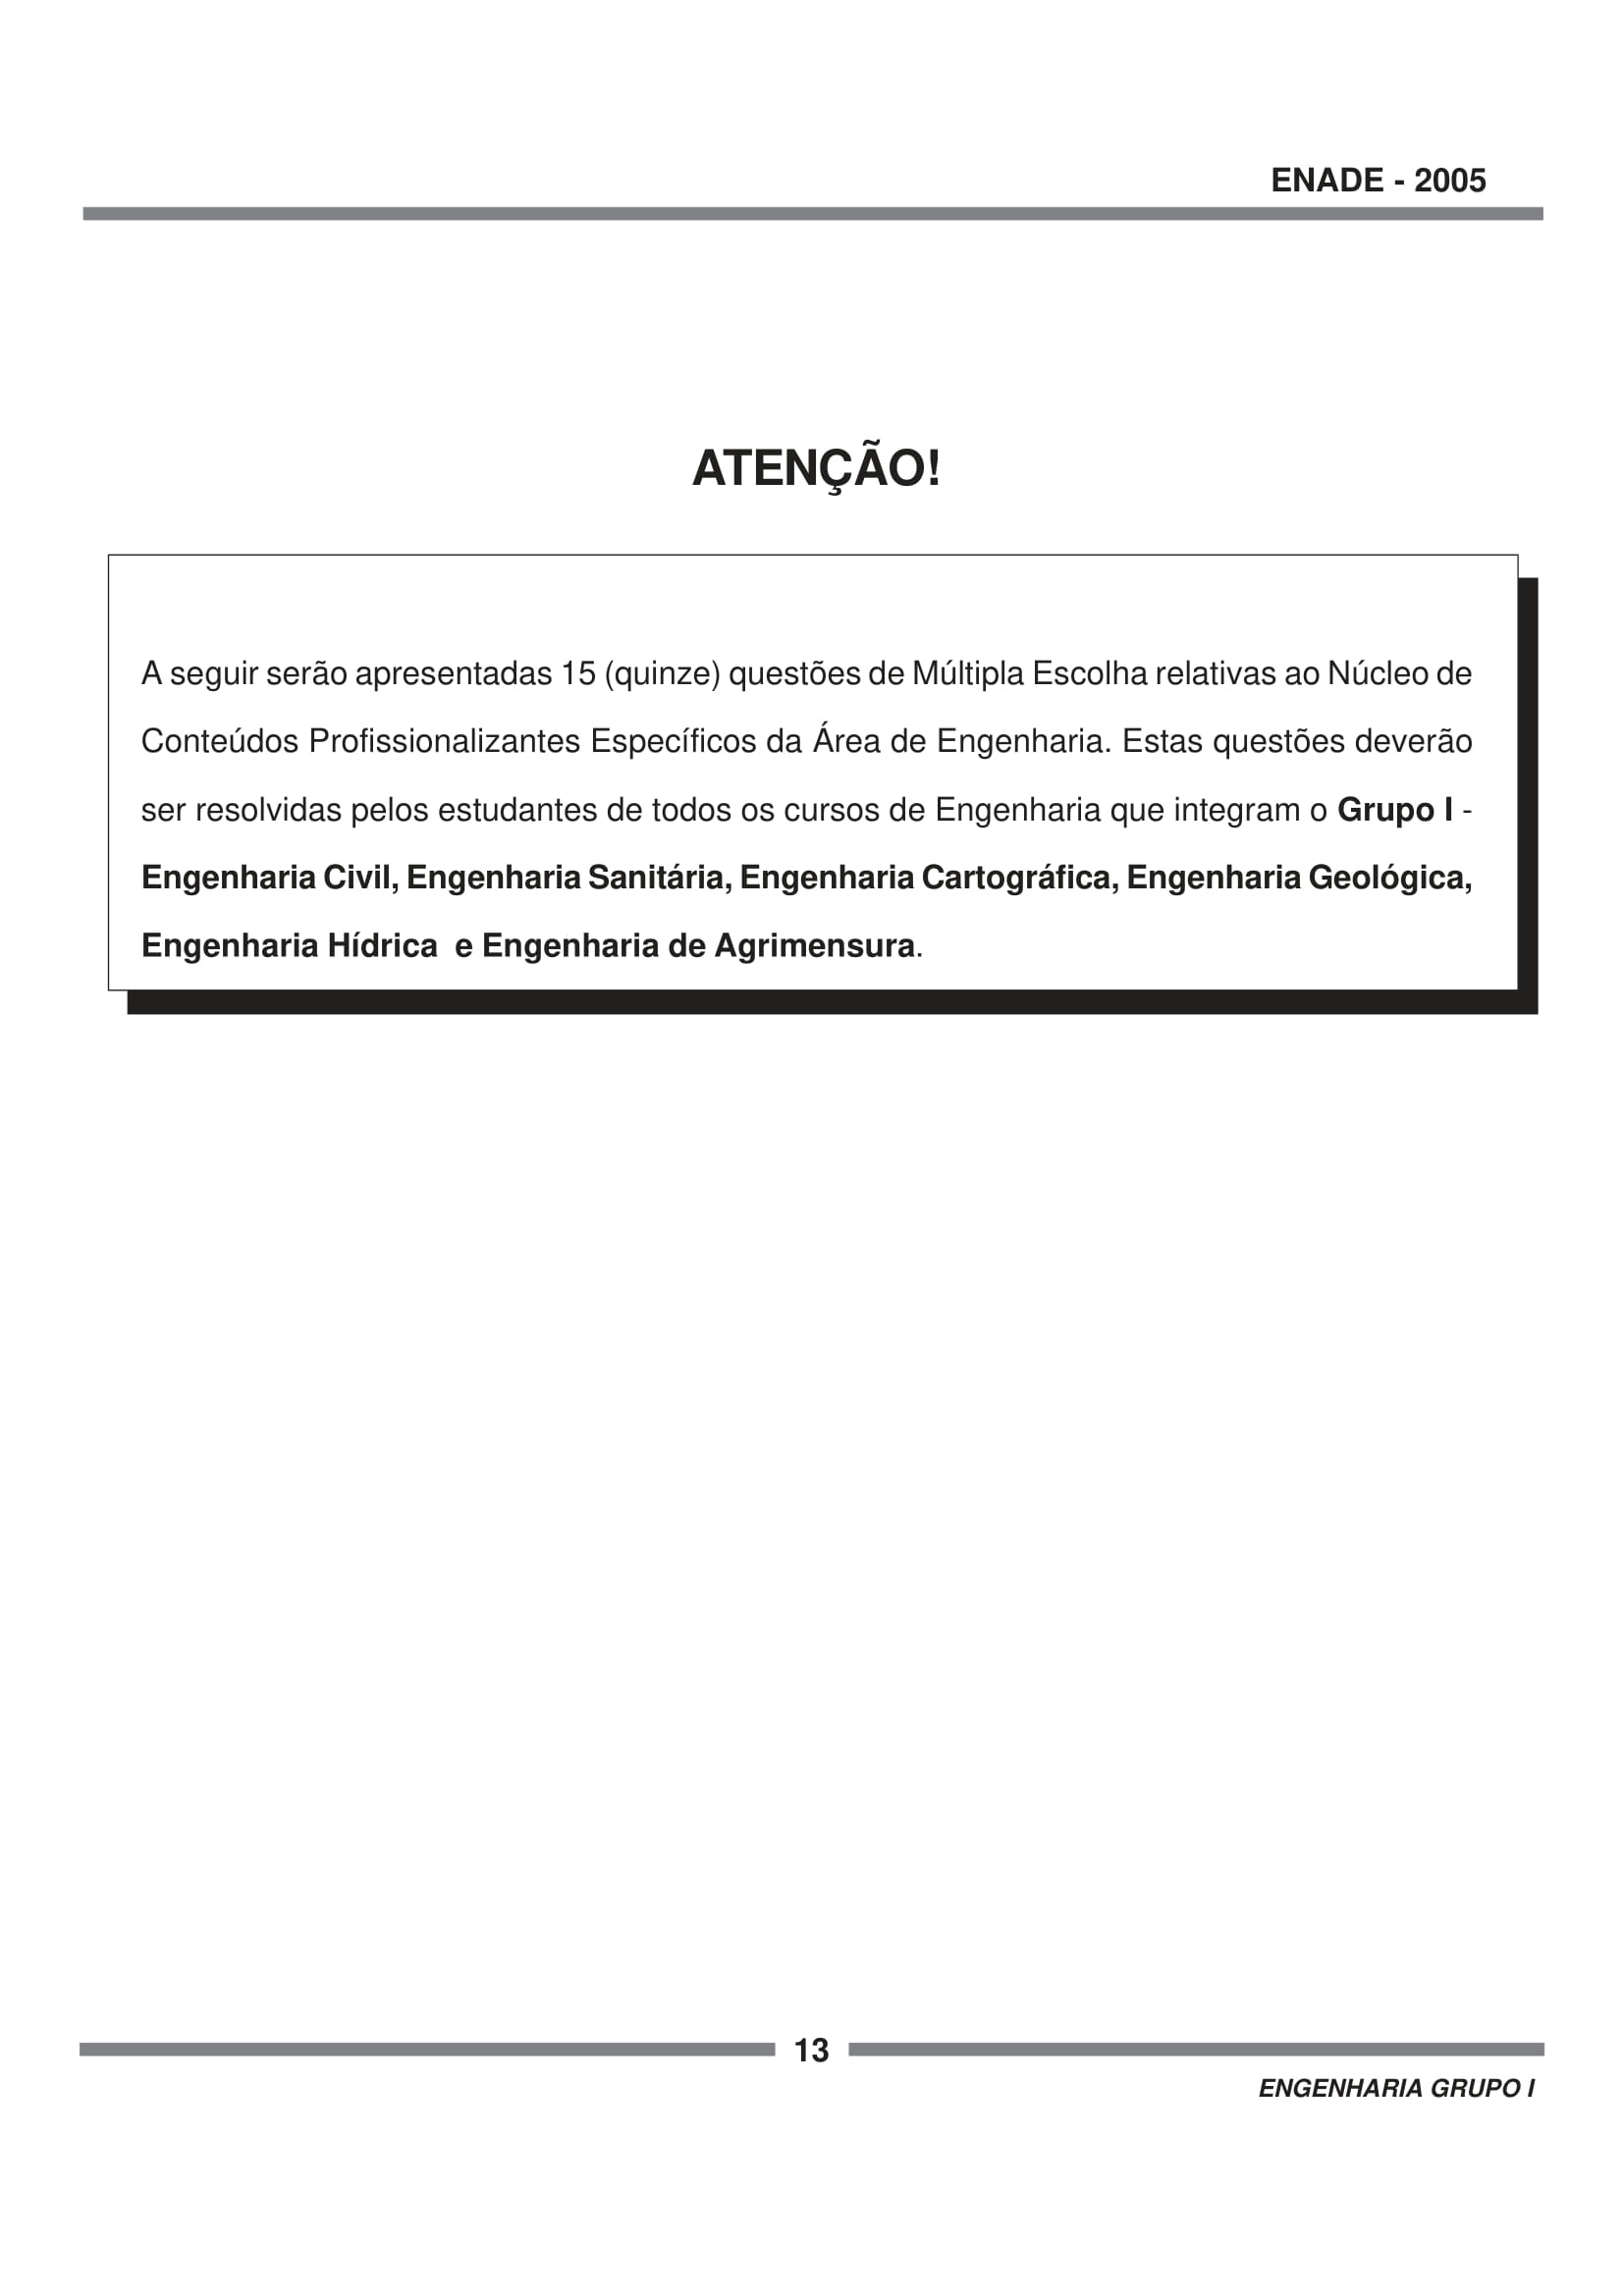 ENADE - 2005
ATENÇÃO!
A seguir serão apresentadas 15 (quinze) questões de Múltipla Escolha relativas ao Núcleo de
Conteúdos Profissionalizantes Específicos da Área de Engenharia. Estas questões deverão
ser resolvidas pelos estudantes de todos os cursos de Engenharia que integram o Grupo I -
Engenharia Civil, Engenharia Sanitária, Engenharia Cartográfica, Engenharia Geológica,
Engenharia Hídrica e Engenharia de Agrimensura.
13
ENGENHARIA GRUPO I